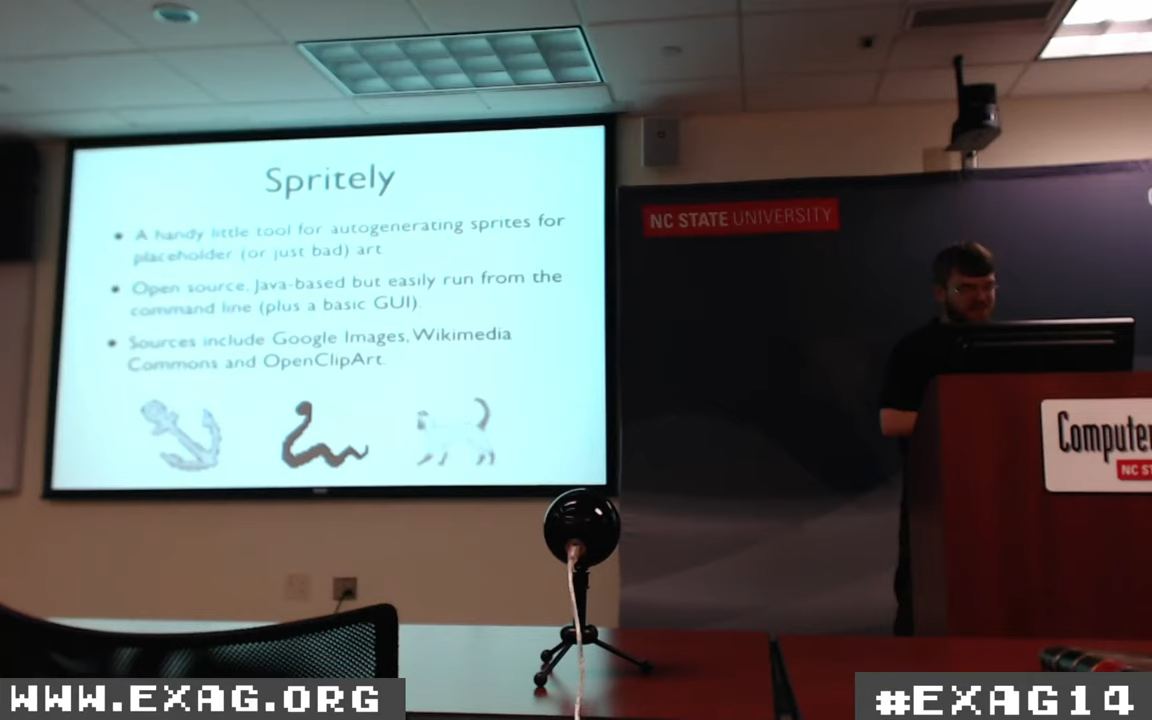 Spritely
• A handy little tool for autogenerating sprites for
placeholder (or just bad) art
• Open source, Java-based but easily run from the
command line (plus a basic GUI).
• Sources include Google Images, Wikimedia
Commons and OpenClipArt.
NC STATE UNIVERSITY
Computer
NC ST
WWW.EXAG.ORG
#EXAG14